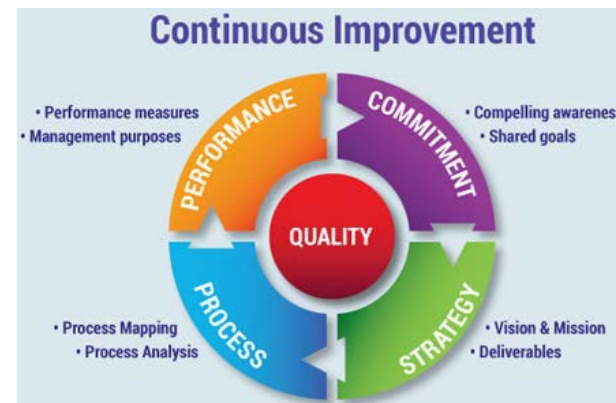 Continuous Improvement
• Performance measures
• Management purposes
PERFORMANCE
COMMITMENT
• Compelling awarenes
• Shared goals
QUALITY
• Process Mapping
• Process Analysis
PROCESS
STRATEGY
• Vision & Mission
• Deliverables